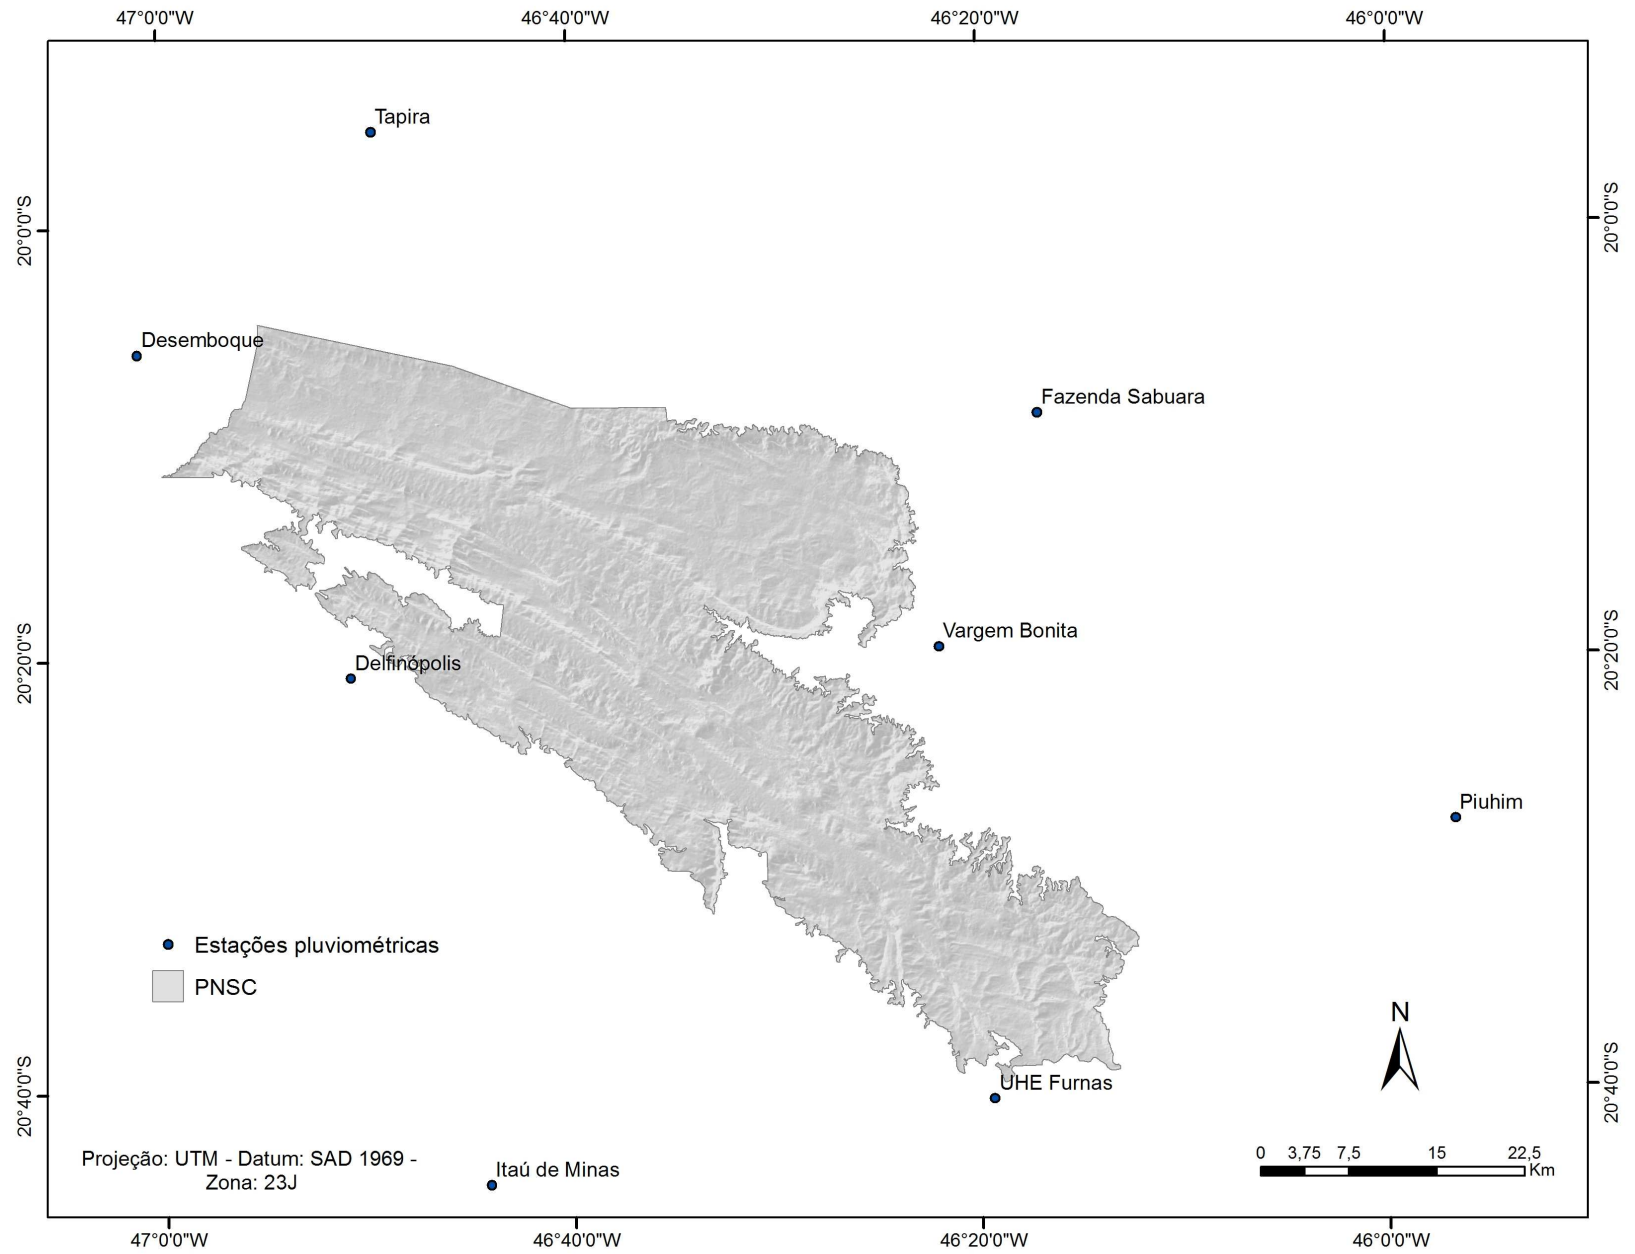 47°0'0"W 46°40'0"W 46°20'0"W 46°0'0"W
Tapira
20°0'0"S 20°0'0"S
Desemboque
Fazenda Sabuara
Vargem Bonita
20°20'0"S 20°20'0"S
Delfinópolis
Piuhim
Estações pluviométricas
PNSC
N
20°40'0"S 20°40'0"S
UHE Furnas
Projeção: UTM - Datum: SAD 1969 -
Zona: 23J
Itaú de Minas
0 3,75 7,5 15 22,5
Km
47°0'0"W 46°40'0"W 46°20'0"W 46°0'0"W